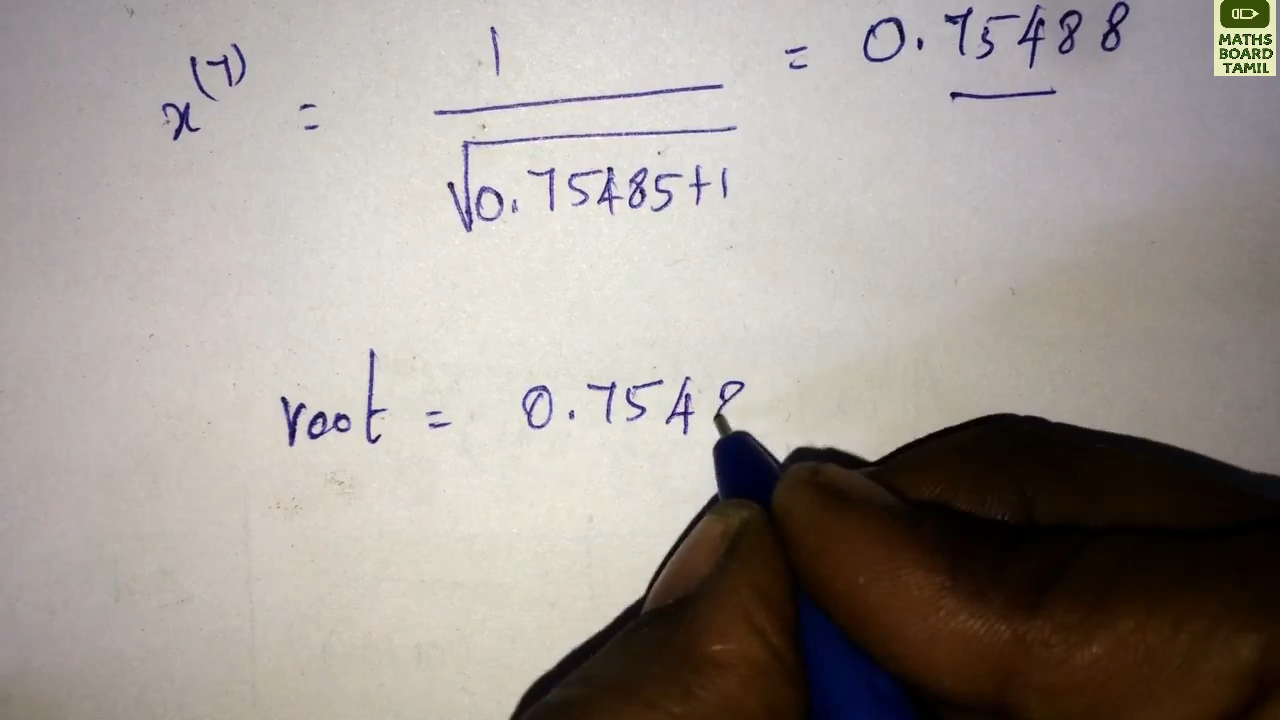 x^(7) = 1/√(0.75485+1) = 0.75488
root = 0.7548
MATHS
BOARD
TAMIL